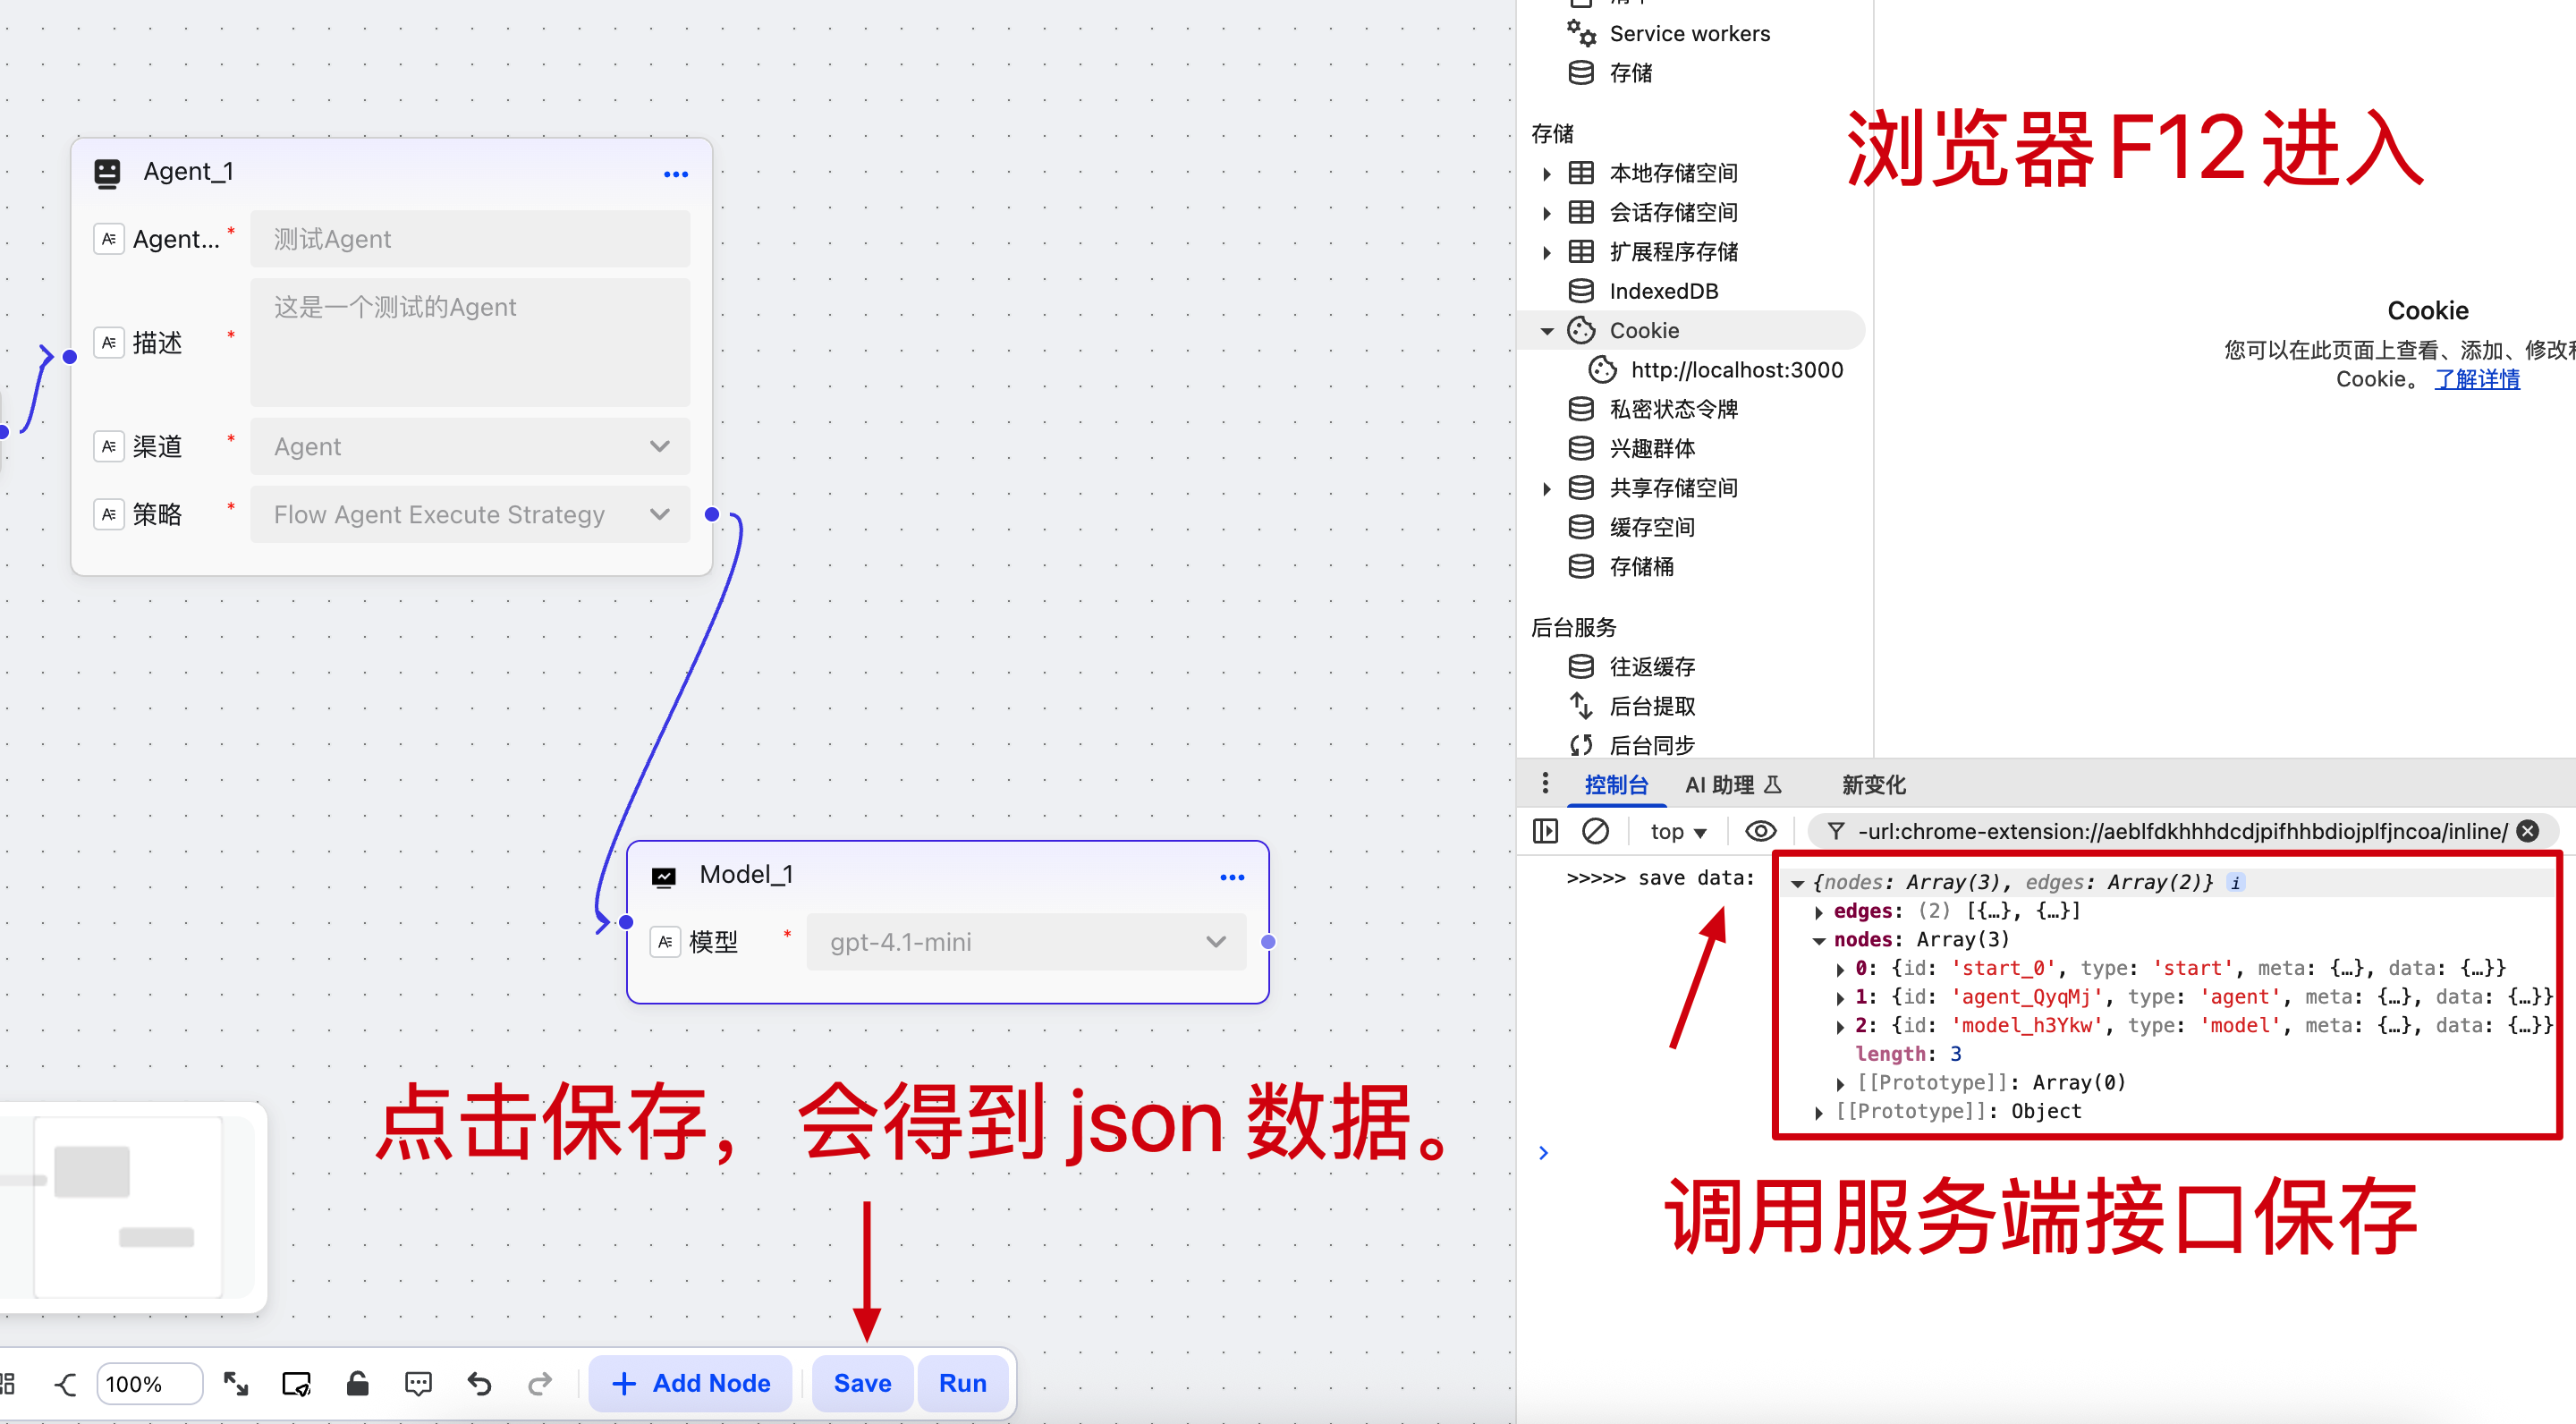 Agent_1
Agent... * 测试Agent
描述 * 这是一个测试的Agent
渠道 * Agent
策略 * Flow Agent Execute Strategy
Model_1
模型 * gpt-4.1-mini
点击保存，会得到 json 数据。
100%
Add Node
Save
Run
Service workers
存储
存储
本地存储空间
会话存储空间
扩展程序存储
IndexedDB
Cookie
http://localhost:3000
私密状态令牌
兴趣群体
共享存储空间
缓存空间
存储桶
后台服务
往返缓存
后台提取
后台同步
浏览器 F12 进入
Cookie
您可以在此页面上查看、添加、修改
Cookie。 了解详情
控制台
AI 助理
新变化
top
-url:chrome-extension://aeblfdkhhhdcdjpifhhbdiojplfjncoa/inline/
>>>>> save data:
{nodes: Array(3), edges: Array(2)} i
edges: (2) [{…}, {…}]
nodes: Array(3)
0: {id: 'start_0', type: 'start', meta: {…}, data: {…}}
1: {id: 'agent_QyqMj', type: 'agent', meta: {…}, data: {…}}
2: {id: 'model_h3Ykw', type: 'model', meta: {…}, data: {…}}
length: 3
[[Prototype]]: Array(0)
[[Prototype]]: Object
调用服务端接口保存